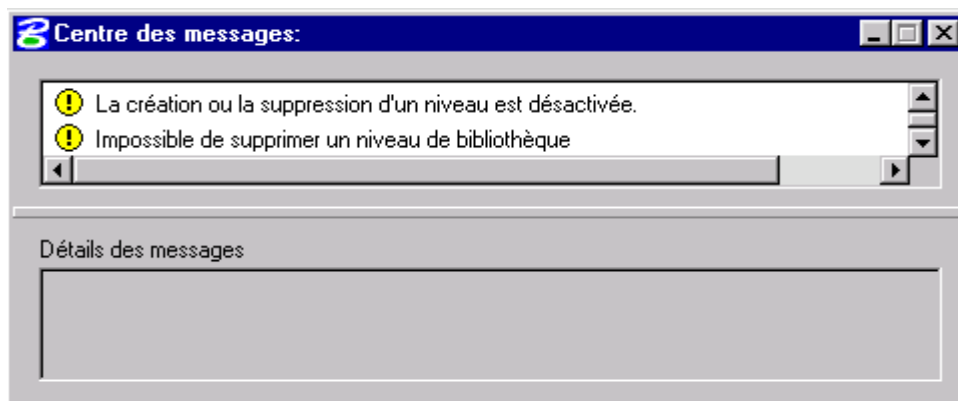 Centre des messages:
La création ou la suppression d'un niveau est désactivée.
Impossible de supprimer un niveau de bibliothèque
Détails des messages